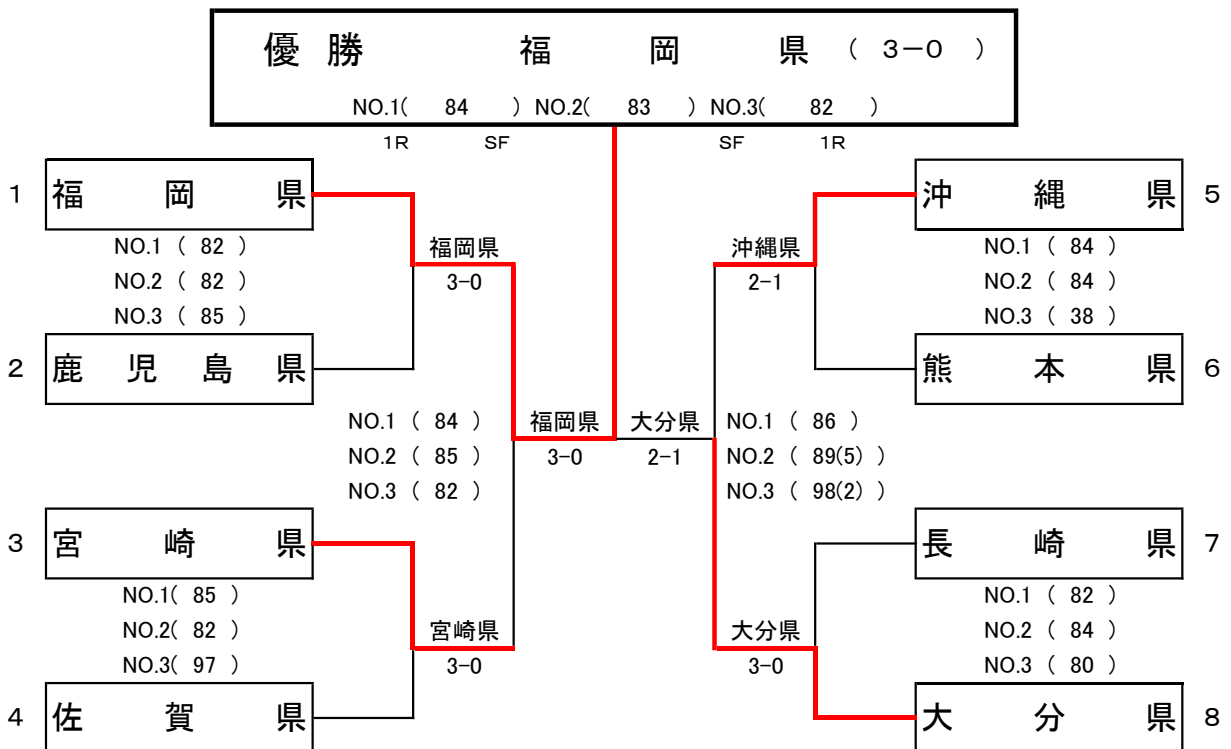 優勝 福岡県 （ 3－0 ）
NO.1( 84 ) NO.2( 83 ) NO.3( 82 )
1R SF SF 1R
1 福岡県
NO.1 ( 82 )
NO.2 ( 82 )
NO.3 ( 85 )
福岡県
3-0
2 鹿児島県
NO.1 ( 84 )
NO.2 ( 85 )
NO.3 ( 82 )
福岡県
3-0
3 宮崎県
NO.1( 85 )
NO.2( 82 )
NO.3( 97 )
宮崎県
3-0
4 佐賀県
沖縄県 5
NO.1 ( 84 )
NO.2 ( 84 )
NO.3 ( 38 )
沖縄県
2-1
熊本県 6
大分県
2-1
NO.1 ( 86 )
NO.2 ( 89(5) )
NO.3 ( 98(2) )
長崎県 7
NO.1 ( 82 )
NO.2 ( 84 )
NO.3 ( 80 )
大分県
3-0
大分県 8